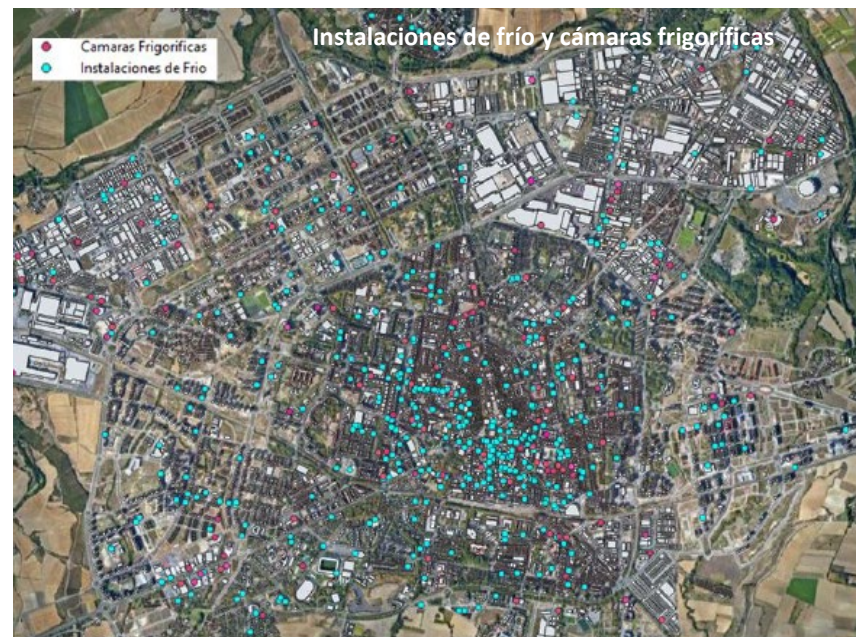 Instalaciones de frío y cámaras frigoríficas
Camaras Frigorificas
Instalaciones de Frio